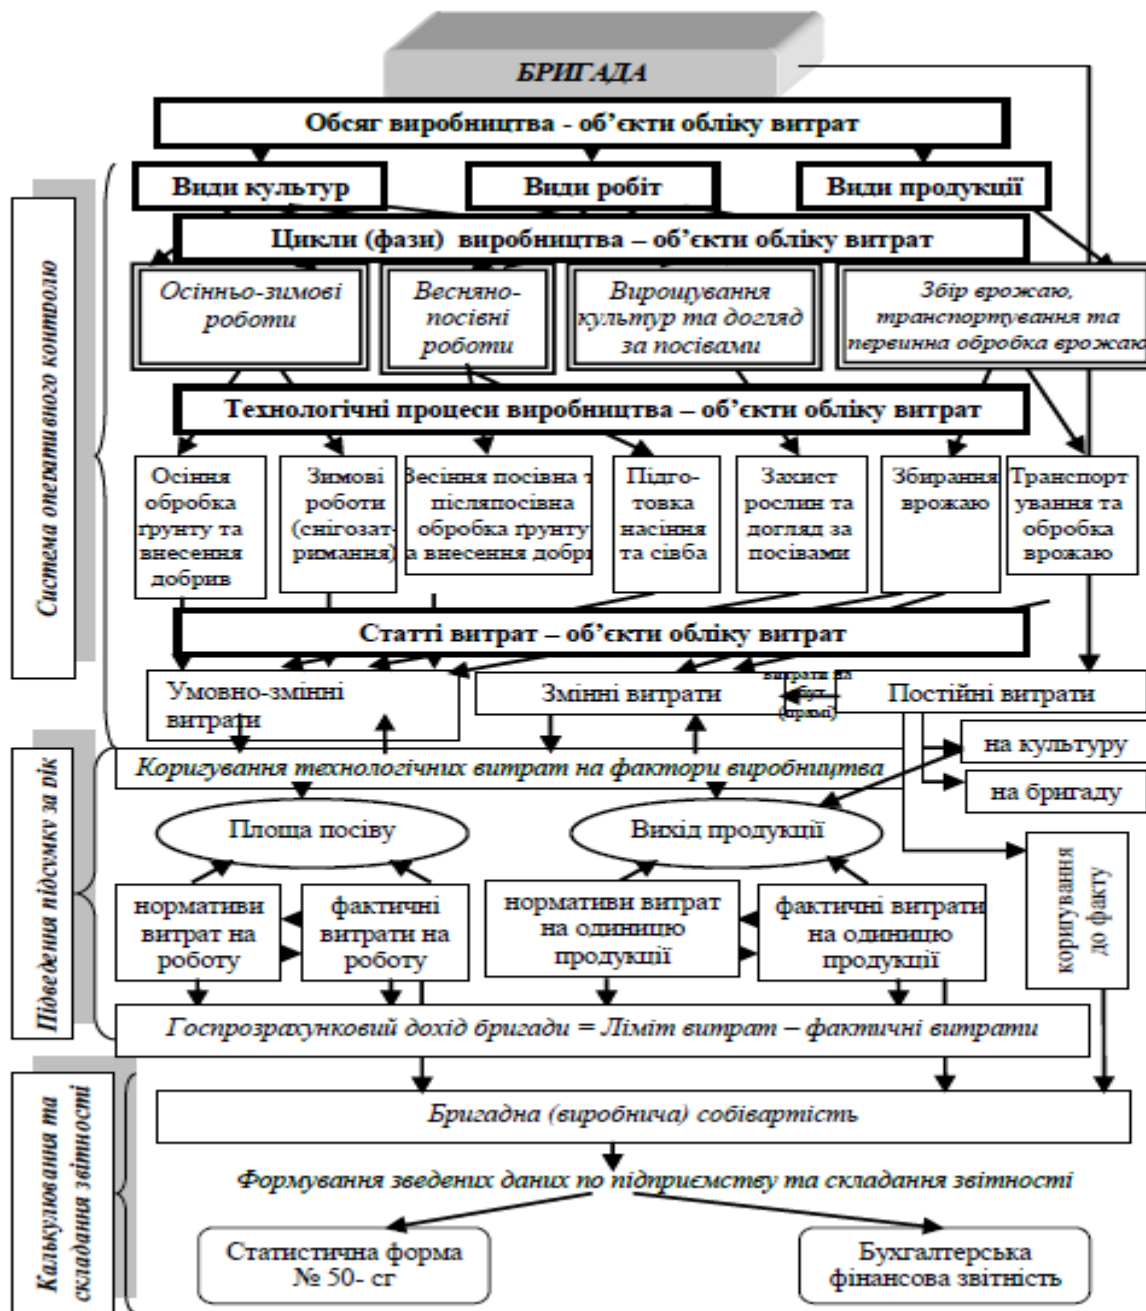 БРИГАДА
Обсяг виробництва - об’єкти обліку витрат
Види культур
Види робіт
Види продукції
Цикли (фази) виробництва – об’єкти обліку витрат
Осінньо-зимові
роботи
Весняно-
посівні
роботи
Вирощування
культур та догляд
за посівами
Збір врожаю,
транспортування та
первинна обробка врожаю
Технологічні процеси виробництва – об’єкти обліку витрат
Осіння
обробка
ґрунту та
внесення
добрив
Зимові
роботи
(снігозат-
римання)
Весіння посівна т
післяпосівна
обробка ґрунту
а внесення добри
Підго-
товка
насіння
та сівба
Захист
рослин та
догляд за
посівами
Збирання
врожаю
Транспорт
ування та
обробка
врожаю
Статті витрат – об’єкти обліку витрат
Умовно-змінні
витрати
Змінні витрати
витрати на
бут
(прямі)
Постійні витрати
на культуру
на бригаду
Система оперативного контролю
Коригування технологічних витрат на фактори виробництва
Площа посіву
Вихід продукції
нормативи
витрат на
роботу
фактичні
витрати на
роботу
нормативи витрат
на одиницю
продукції
фактичні витрати
на одиницю
продукції
коригування
до факту
Госпрозрахунковий дохід бригади = Ліміт витрат – фактичні витрати
Підведення підсумку за рік
Бригадна (виробнича) собівартість
Формування зведених даних по підприємству та складання звітності
Статистична форма
№ 50- сг
Бухгалтерська
фінансова звітність
Калькулювання та
складання звітності